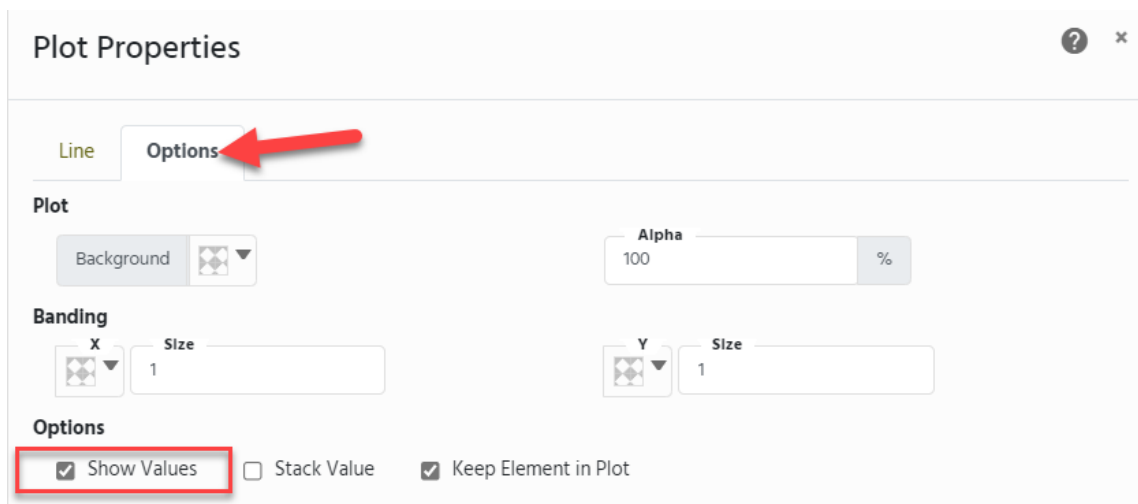 Plot Properties ? ×
Line Options
Plot
Alpha
Background 100 %
Banding
X Size Y Size
1 1
Options
Show Values Stack Value Keep Element in Plot